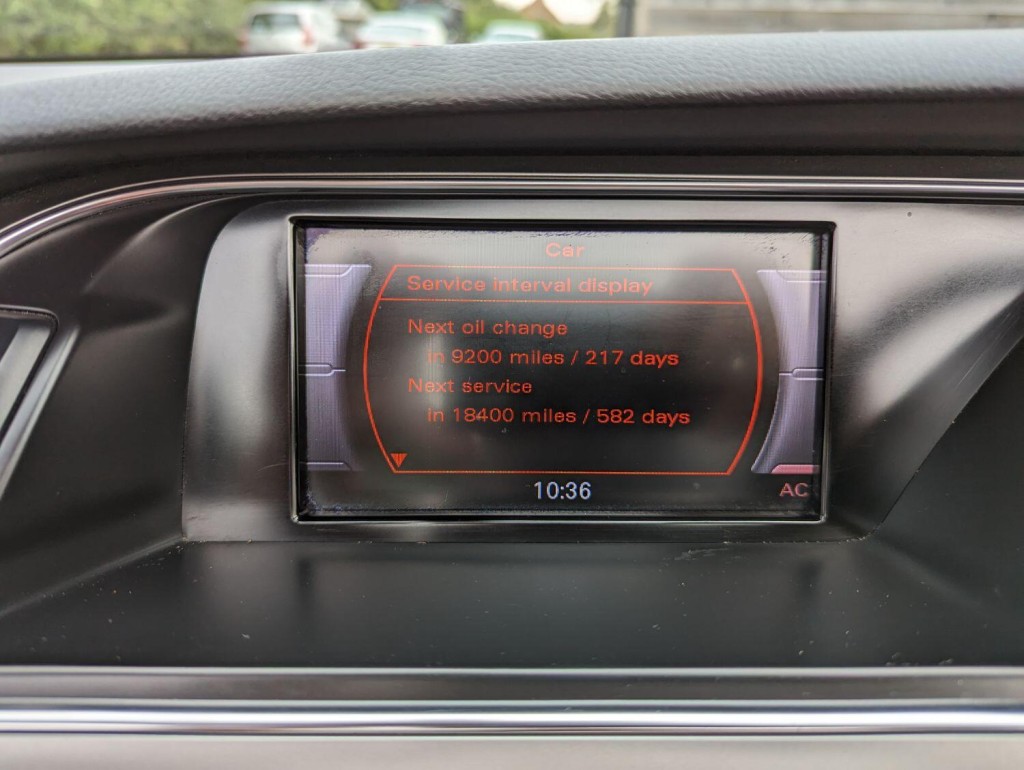 Car
Service interval display
Next oil change
in 9200 miles / 217 days
Next service
in 18400 miles / 582 days
10:36
AC